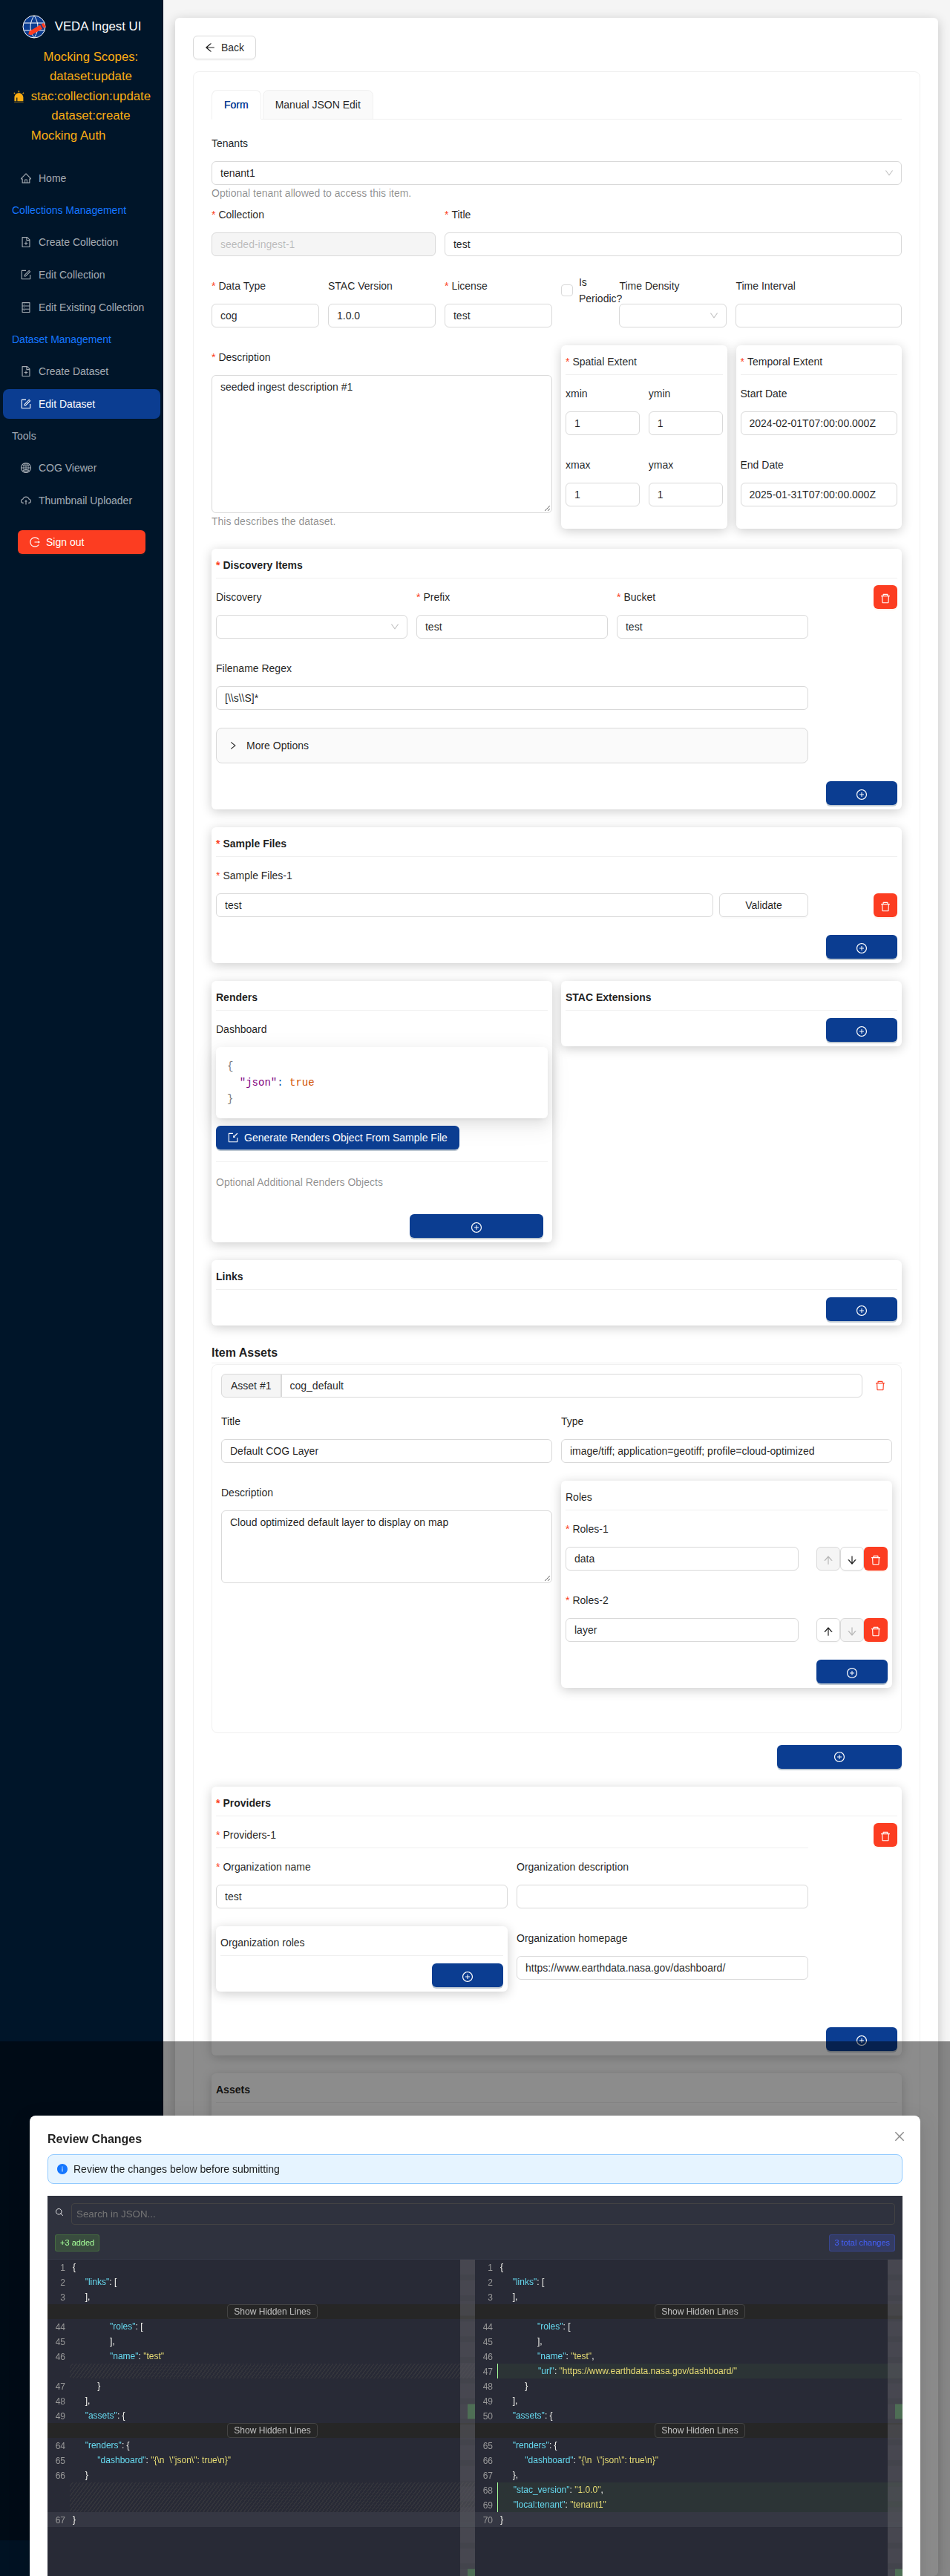 VEDA Ingest UI
Mocking Scopes:
dataset:update
stac:collection:update
dataset:create
Mocking Auth
Home
Collections Management
Create Collection
Edit Collection
Edit Existing Collection
Dataset Management
Create Dataset
Edit Dataset
Tools
COG Viewer
Thumbnail Uploader
Sign out
Back
Form Manual JSON Edit
Tenants
tenant1
Optional tenant allowed to access this item.
* Collection * Title
seeded-ingest-1 test
* Data Type STAC Version * License Is Periodic? Time Density Time Interval
cog 1.0.0 test
* Description
seeded ingest description #1
This describes the dataset.
* Spatial Extent
xmin ymin
1 1
xmax ymax
1 1
* Temporal Extent
Start Date
2024-02-01T07:00:00.000Z
End Date
2025-01-31T07:00:00.000Z
* Discovery Items
Discovery * Prefix * Bucket
test test
Filename Regex
[\\s\\S]*
More Options
* Sample Files
* Sample Files-1
test Validate
Renders
Dashboard
{
"json": true
}
Generate Renders Object From Sample File
Optional Additional Renders Objects
STAC Extensions
Links
Item Assets
Asset #1 cog_default
Title Type
Default COG Layer image/tiff; application=geotiff; profile=cloud-optimized
Description
Cloud optimized default layer to display on map
Roles
* Roles-1
data
* Roles-2
layer
* Providers
* Providers-1
* Organization name Organization description
test
Organization roles
Organization homepage
https://www.earthdata.nasa.gov/dashboard/
Assets
Review Changes
Review the changes below before submitting
Search in JSON...
+3 added 3 total changes
1 {
2 "links": [
3 ],
Show Hidden Lines
44 "roles": [
45 ],
46 "name": "test"
47 }
48 ],
49 "assets": {
Show Hidden Lines
64 "renders": {
65 "dashboard": "{\n  \"json\": true\n}"
66 }
67 }
1 {
2 "links": [
3 ],
Show Hidden Lines
44 "roles": [
45 ],
46 "name": "test",
47 "url": "https://www.earthdata.nasa.gov/dashboard/"
48 }
49 ],
50 "assets": {
Show Hidden Lines
65 "renders": {
66 "dashboard": "{\n  \"json\": true\n}"
67 },
68 "stac_version": "1.0.0",
69 "local:tenant": "tenant1"
70 }